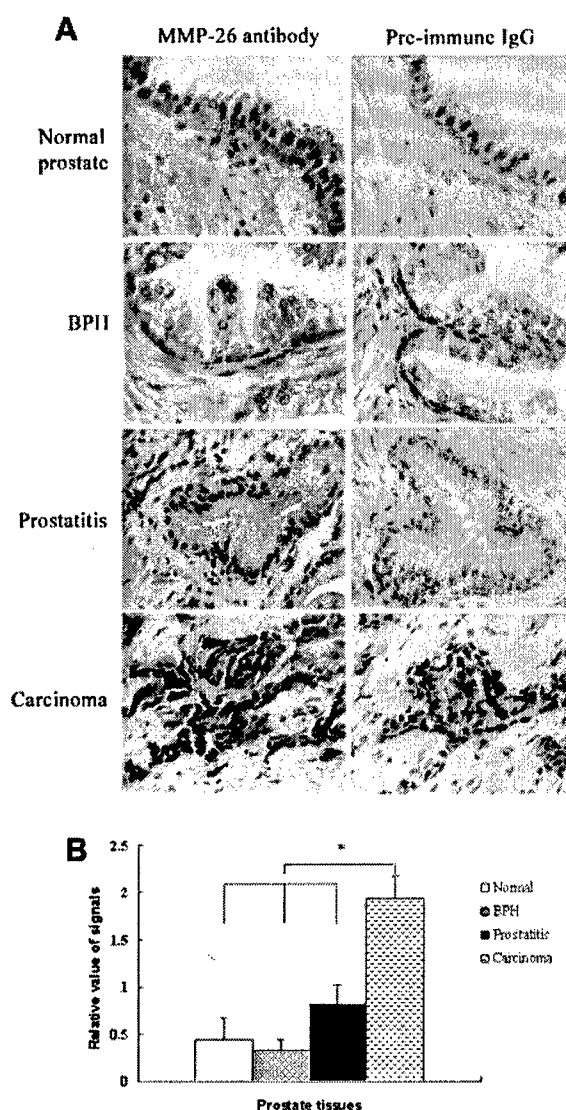 A
MMP-26 antibody
Pre-immune IgG
Normal
prostate
BPH
Prostatitis
Carcinoma
B
Relative value of signals
2.5
2
1.5
1
0.5
0
*
Normal
BPH
Prostatitis
Carcinoma
Prostate tissues